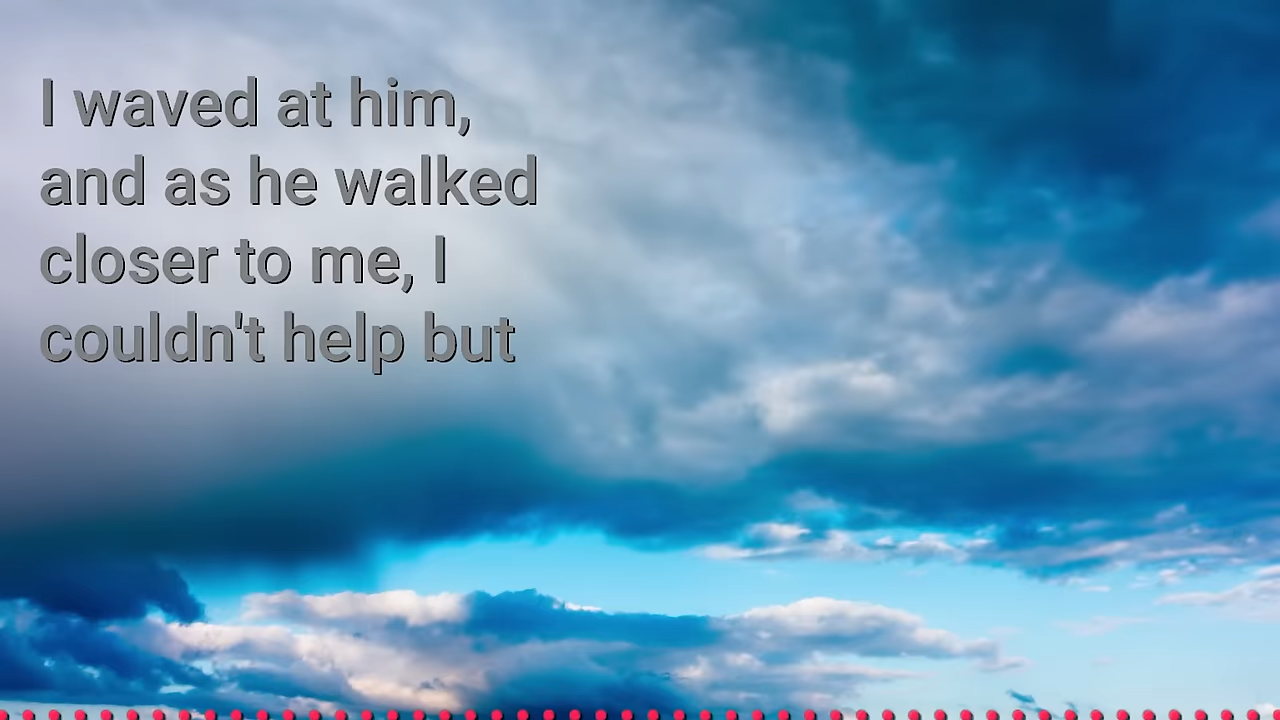 I waved at him,
and as he walked
closer to me, I
couldn't help but